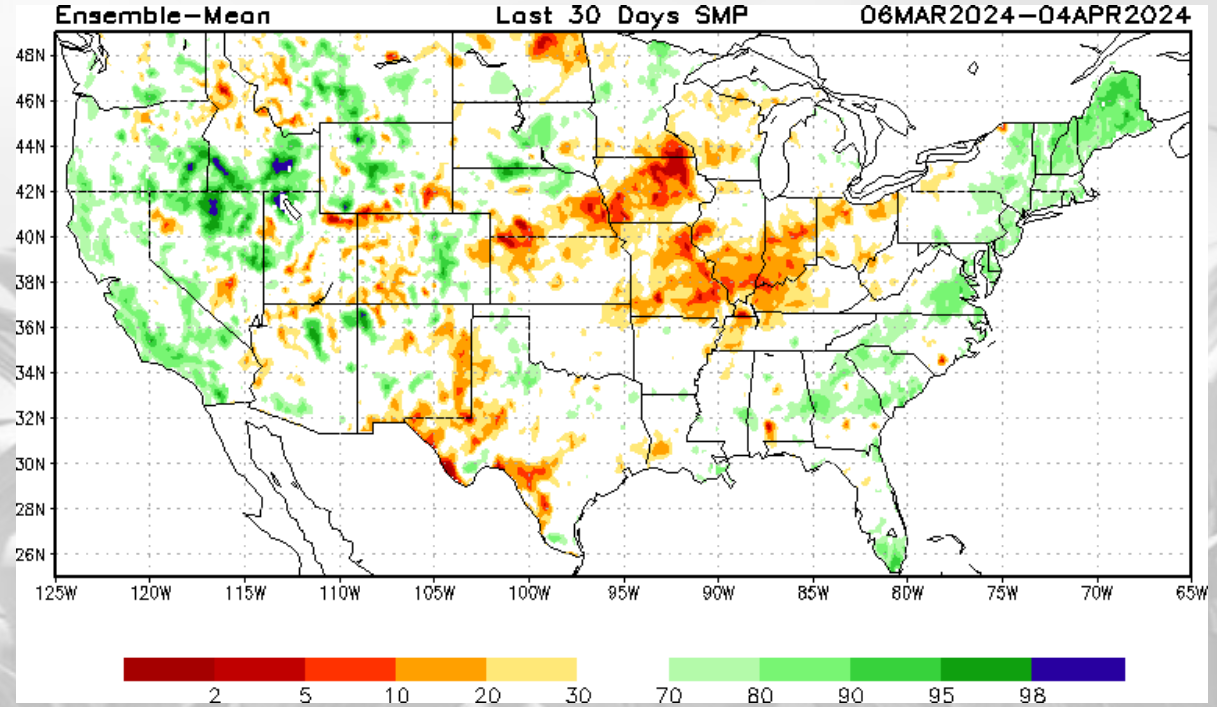 Ensemble-Mean Last 30 Days SMP 06MAR2024-04APR2024
48N
46N
44N
42N
40N
38N
36N
34N
32N
30N
28N
26N
125W 120W 115W 110W 105W 100W 95W 90W 85W 80W 75W 70W 65W
2 5 10 20 30 70 80 90 95 98